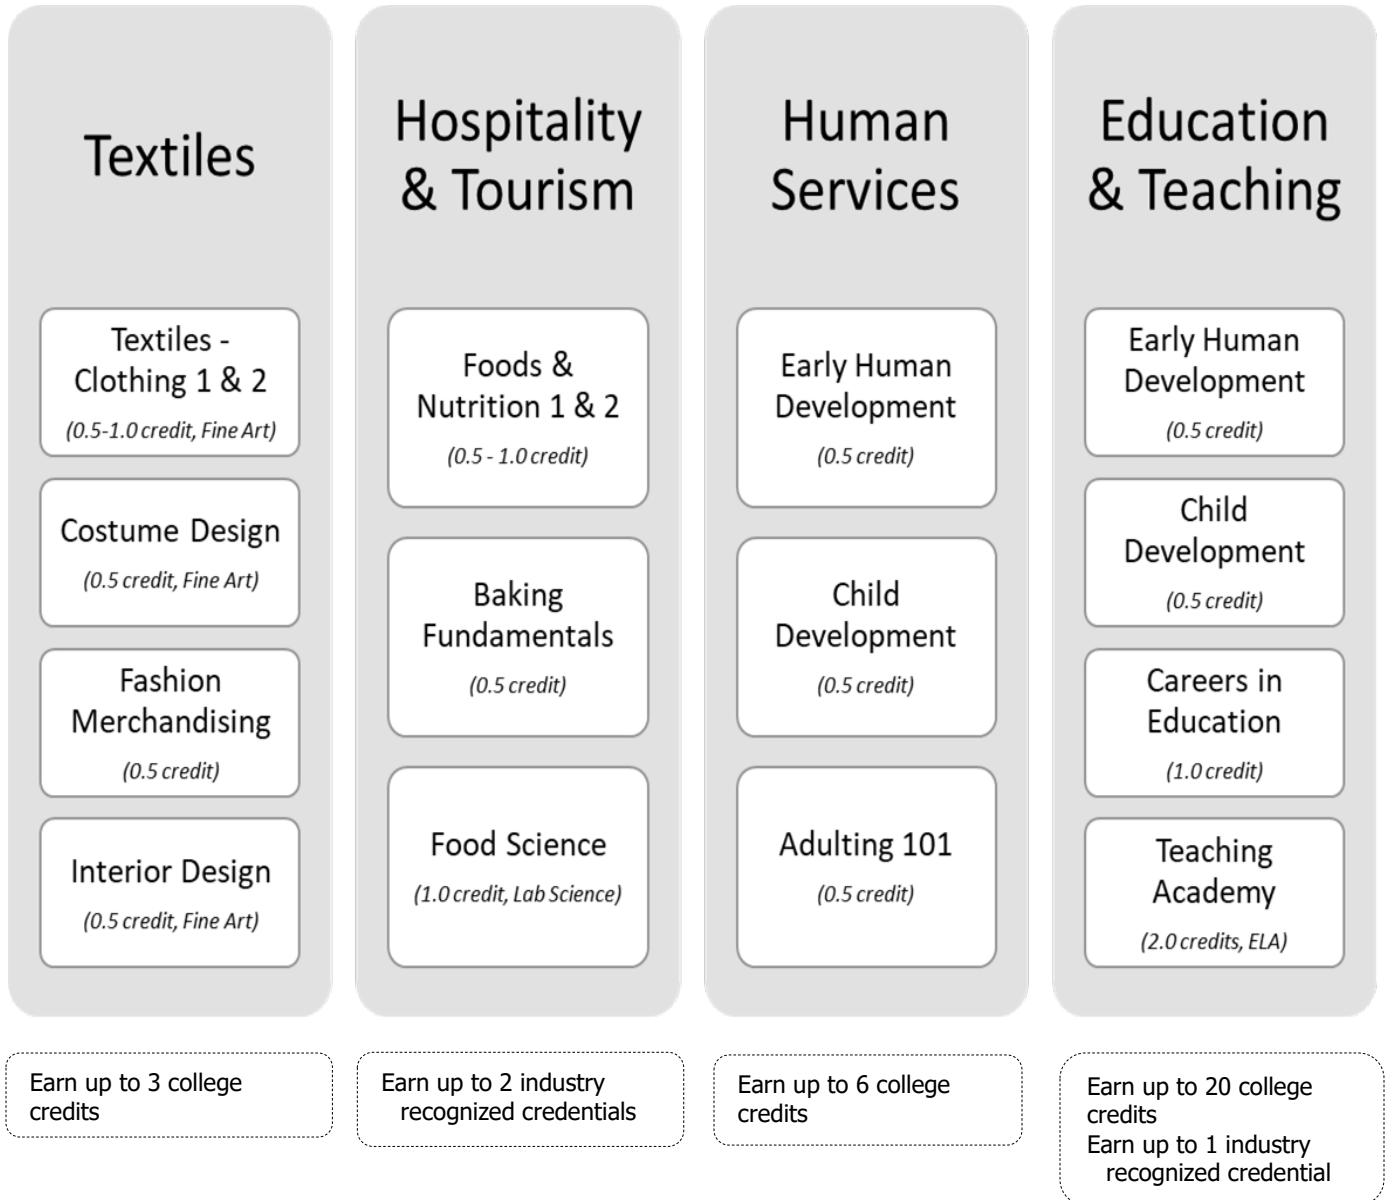 Textiles
Textiles -
Clothing 1 & 2
(0.5-1.0 credit, Fine Art)
Costume Design
(0.5 credit, Fine Art)
Fashion
Merchandising
(0.5 credit)
Interior Design
(0.5 credit, Fine Art)
Earn up to 3 college
credits
Hospitality
& Tourism
Foods &
Nutrition 1 & 2
(0.5 - 1.0 credit)
Baking
Fundamentals
(0.5 credit)
Food Science
(1.0 credit, Lab Science)
Earn up to 2 industry
recognized credentials
Human
Services
Early Human
Development
(0.5 credit)
Child
Development
(0.5 credit)
Adulting 101
(0.5 credit)
Earn up to 6 college
credits
Education
& Teaching
Early Human
Development
(0.5 credit)
Child
Development
(0.5 credit)
Careers in
Education
(1.0 credit)
Teaching
Academy
(2.0 credits, ELA)
Earn up to 20 college
credits
Earn up to 1 industry
recognized credential